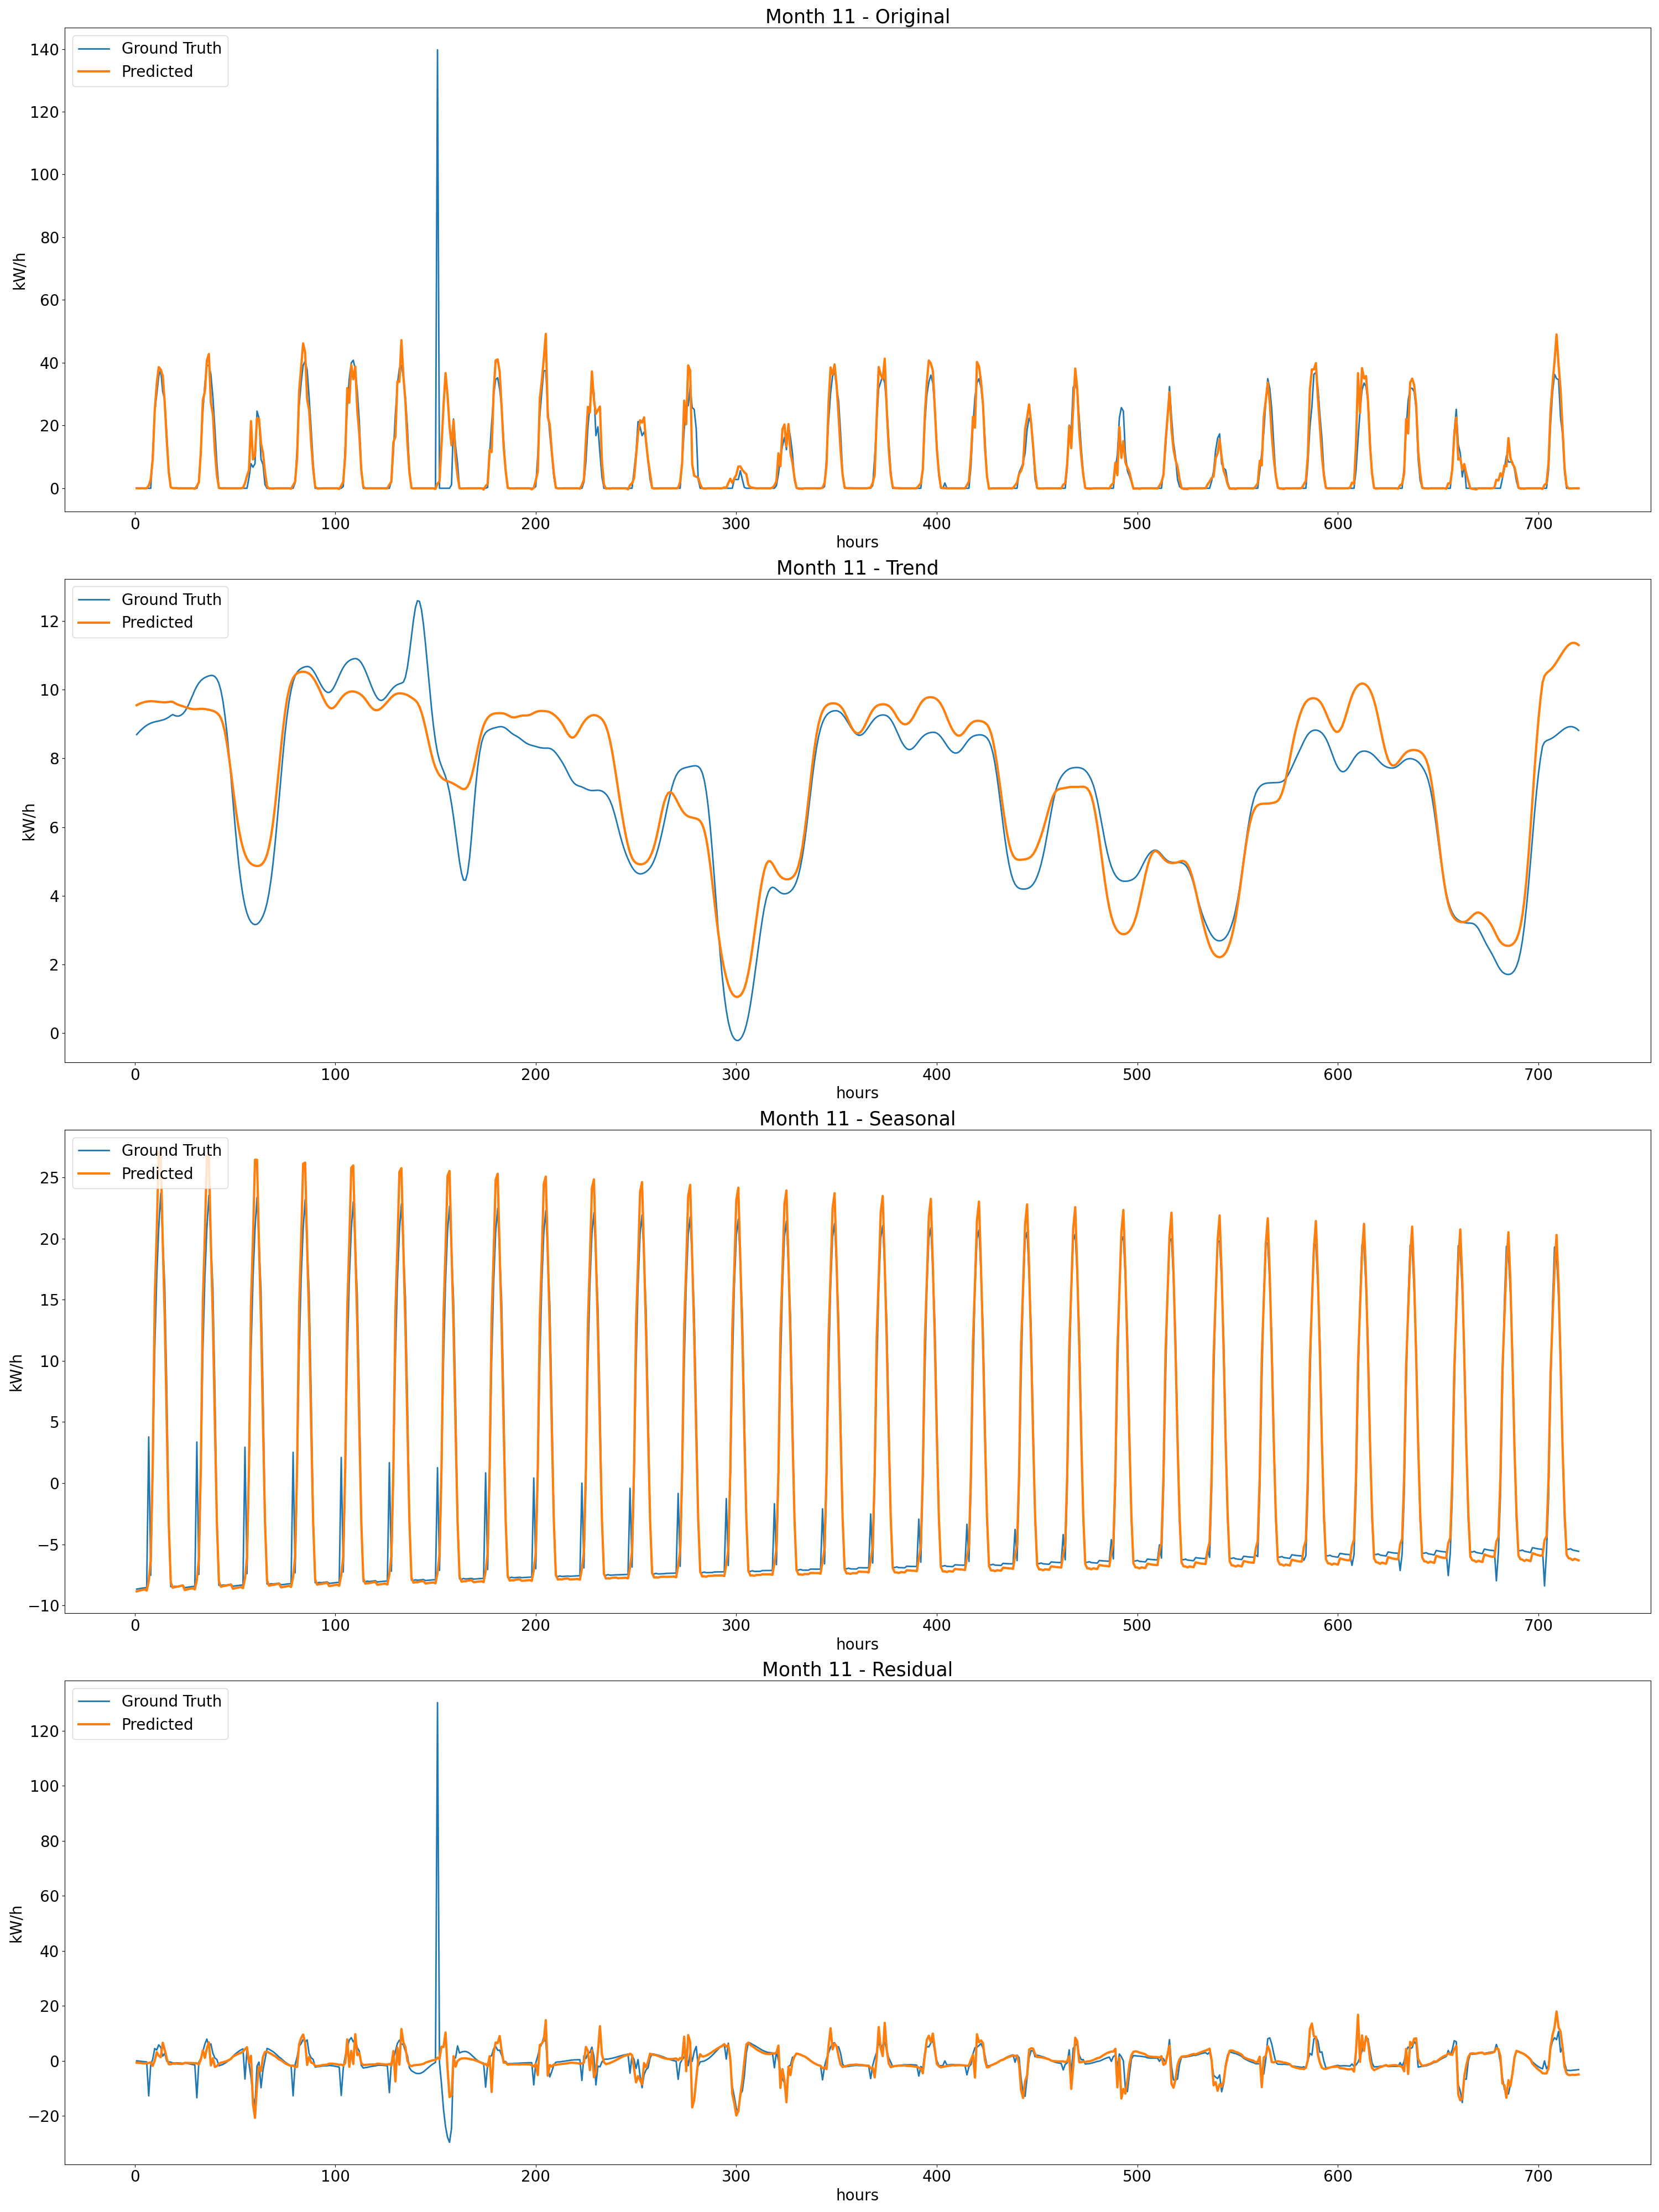 Month 11 - Original
Ground Truth
Predicted
140
120
100
80
60
40
20
0
kW/h
0 100 200 300 400 500 600 700
hours
Month 11 - Trend
Ground Truth
Predicted
12
10
8
6
4
2
0
kW/h
0 100 200 300 400 500 600 700
hours
Month 11 - Seasonal
Ground Truth
Predicted
25
20
15
10
5
0
−5
−10
kW/h
0 100 200 300 400 500 600 700
hours
Month 11 - Residual
Ground Truth
Predicted
120
100
80
60
40
20
0
−20
kW/h
0 100 200 300 400 500 600 700
hours